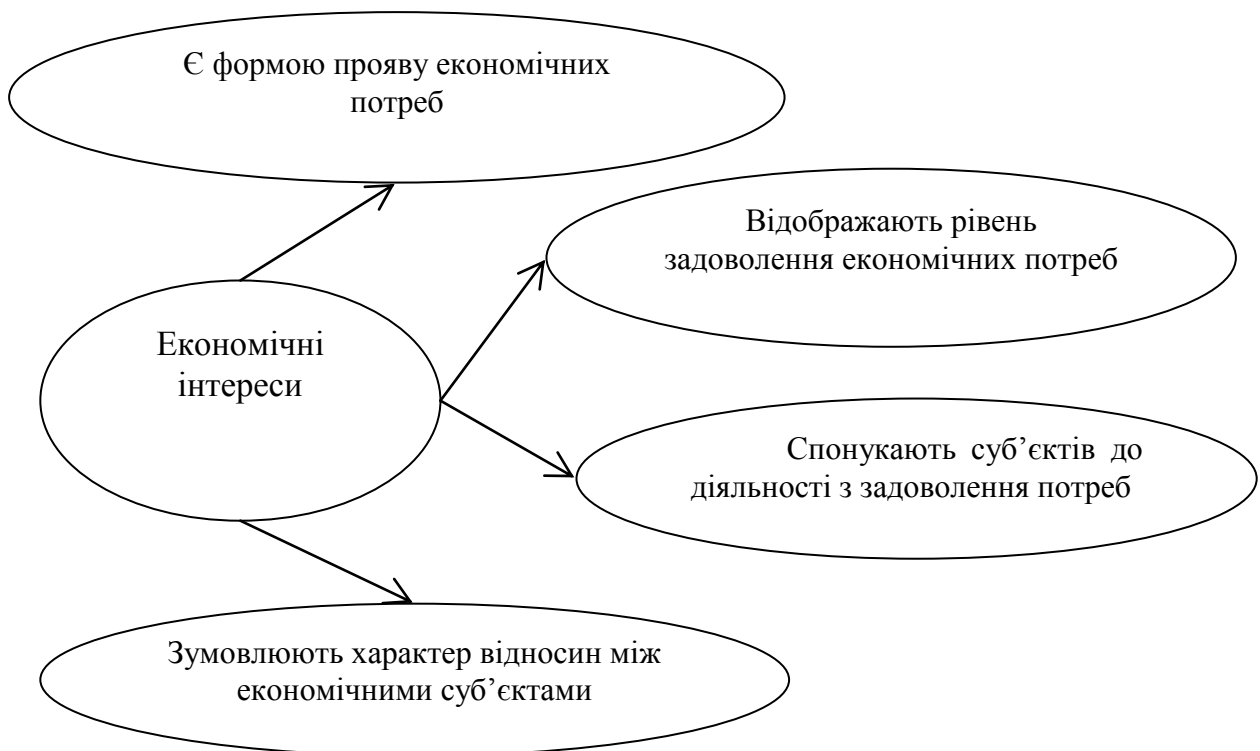 Є формою прояву економічних
потреб
Відображають рівень
задоволення економічних потреб
Економічні
інтереси
Спонукають суб’єктів до
діяльності з задоволення потреб
Зумовлюють характер відносин між
економічними суб’єктами